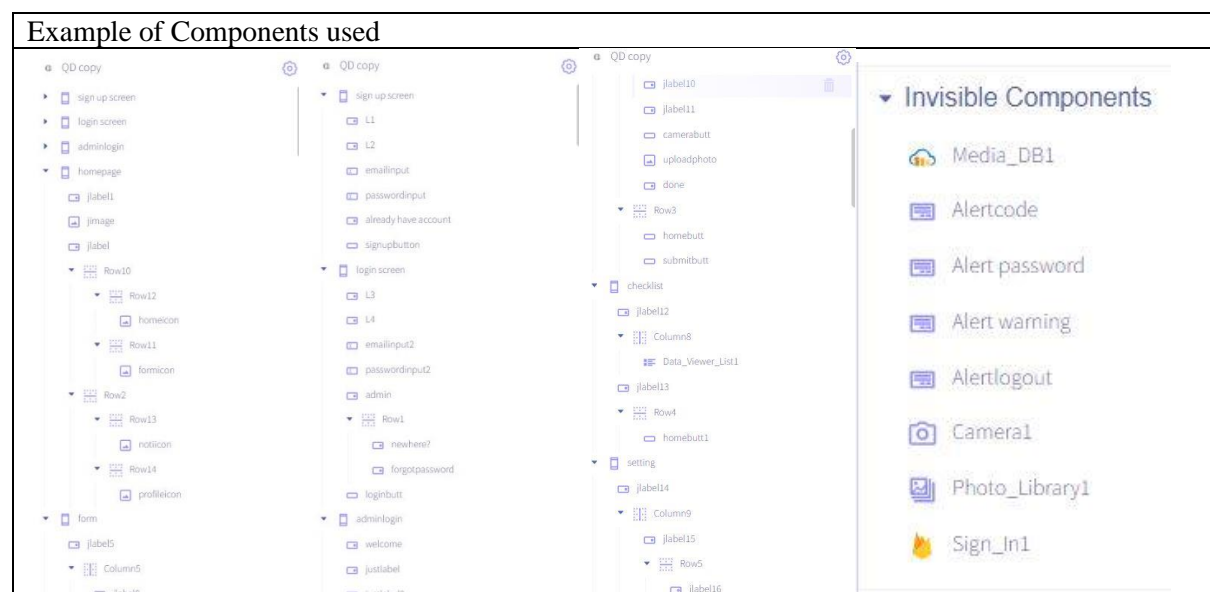 Example of Components used
QD copy
sign up screen
login screen
adminlogin
homepage
jlabel1
jimage
jlabel
Row10
Row12
homeicon
Row11
formicon
Row2
Row13
notiicon
Row14
profileicon
form
jlabel5
Column5
QD copy
sign up screen
L1
L2
emailinput
passwordinput
already have account
signupbutton
login screen
L3
L4
emailinput2
passwordinput2
admin
Row1
newhere?
forgotpassword
loginbutt
adminlogin
welcome
justlabel
QD copy
jlabel10
jlabel11
camerabutt
uploadphoto
done
Row3
homebutt
submitbutt
checklist
jlabel12
Column8
Data_Viewer_List1
jlabel13
Row4
homebutt1
setting
jlabel14
Column9
jlabel15
Row5
jlabel16
Invisible Components
Media_DB1
Alertcode
Alert password
Alert warning
Alertlogout
Camera1
Photo_Library1
Sign_In1